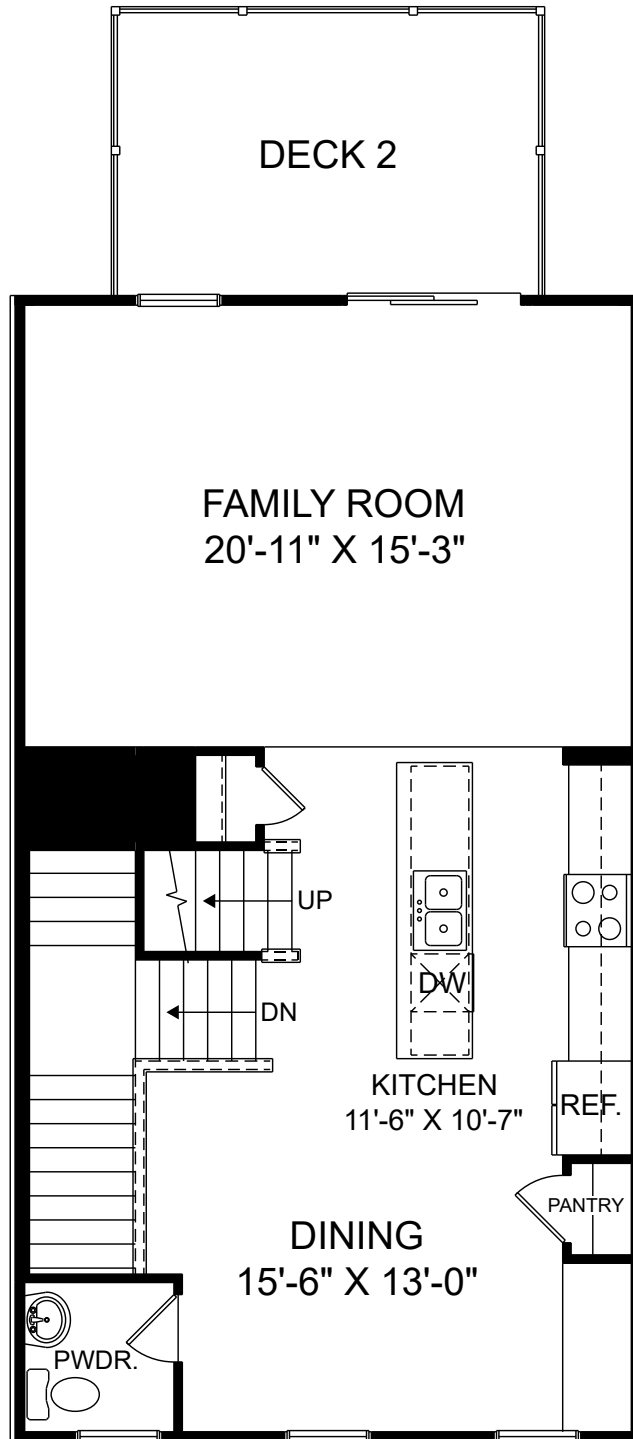 DECK 2
FAMILY ROOM
20'-11" X 15'-3"
UP
DW
DN
KITCHEN
11'-6" X 10'-7"
REF.
PANTRY
DINING
15'-6" X 13'-0"
PWDR.